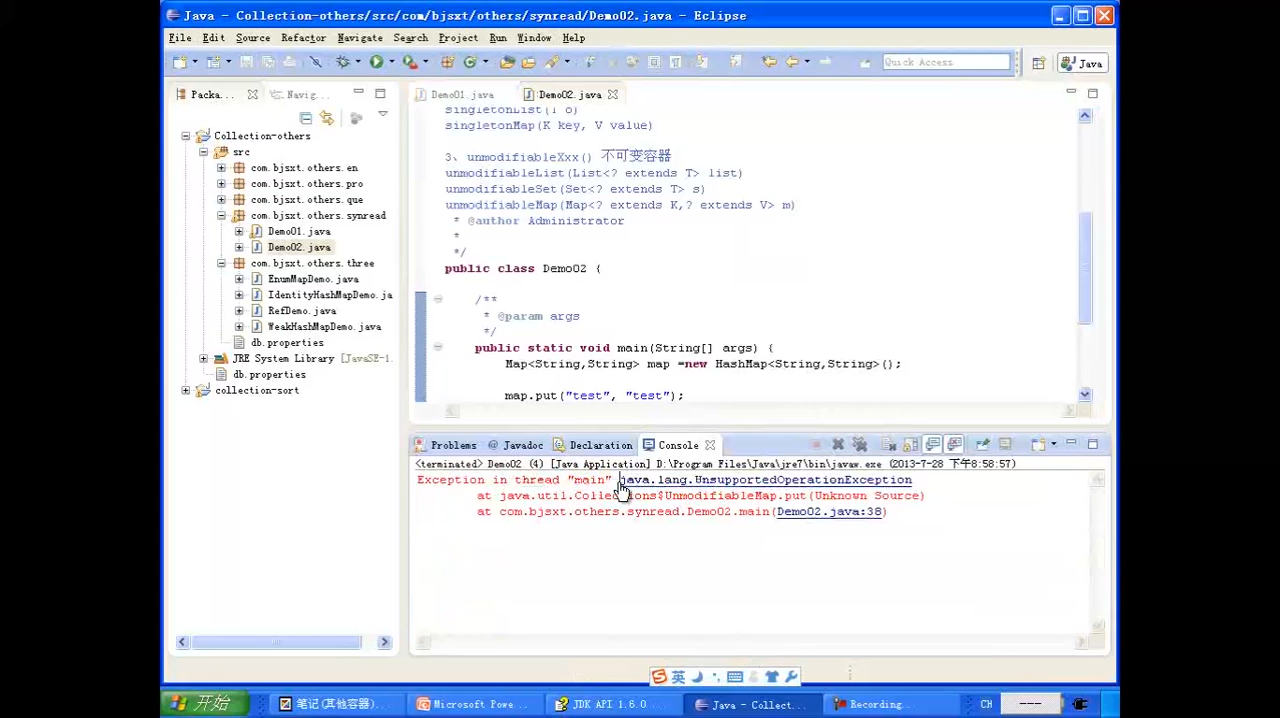 Java - Collection-others/src/com/bjsxt/others/synread/Demo02.java - Eclipse
File Edit Source Refactor Navigate Search Project Run Window Help
Quick Access
Java
Packa...
Navig...
Demo01.java
Demo02.java
Collection-others
src
com.bjsxt.others.en
com.bjsxt.others.pro
com.bjsxt.others.que
com.bjsxt.others.synread
Demo01.java
Demo02.java
com.bjsxt.others.three
EnumMapDemo.java
IdentityHashMapDemo.ja
RefDemo.java
WeakHashMapDemo.java
db.properties
JRE System Library [JavaSE-1.
db.properties
collection-sort
singletonList(T o)
singletonMap(K key, V value)
3、unmodifiableXxx() 不可变容器
unmodifiableList(List<? extends T> list)
unmodifiableSet(Set<? extends T> s)
unmodifiableMap(Map<? extends K,? extends V> m)
* @author Administrator
*
*/
public class Demo02 {
/**
* @param args
*/
public static void main(String[] args) {
Map<String,String> map =new HashMap<String,String>();
map.put("test", "test");
Problems @ Javadoc Declaration Console
<terminated> Demo02 (4) [Java Application] D:\Program Files\Java\jre7\bin\javaw.exe (2013-7-28 下午8:58:57)
Exception in thread "main" java.lang.UnsupportedOperationException
at java.util.Collections$UnmodifiableMap.put(Unknown Source)
at com.bjsxt.others.synread.Demo02.main(Demo02.java:38)
英
开始
笔记(其他容器)...
Microsoft Powe...
JDK API 1.6.0 ...
Java - Collect...
Recording...
CH